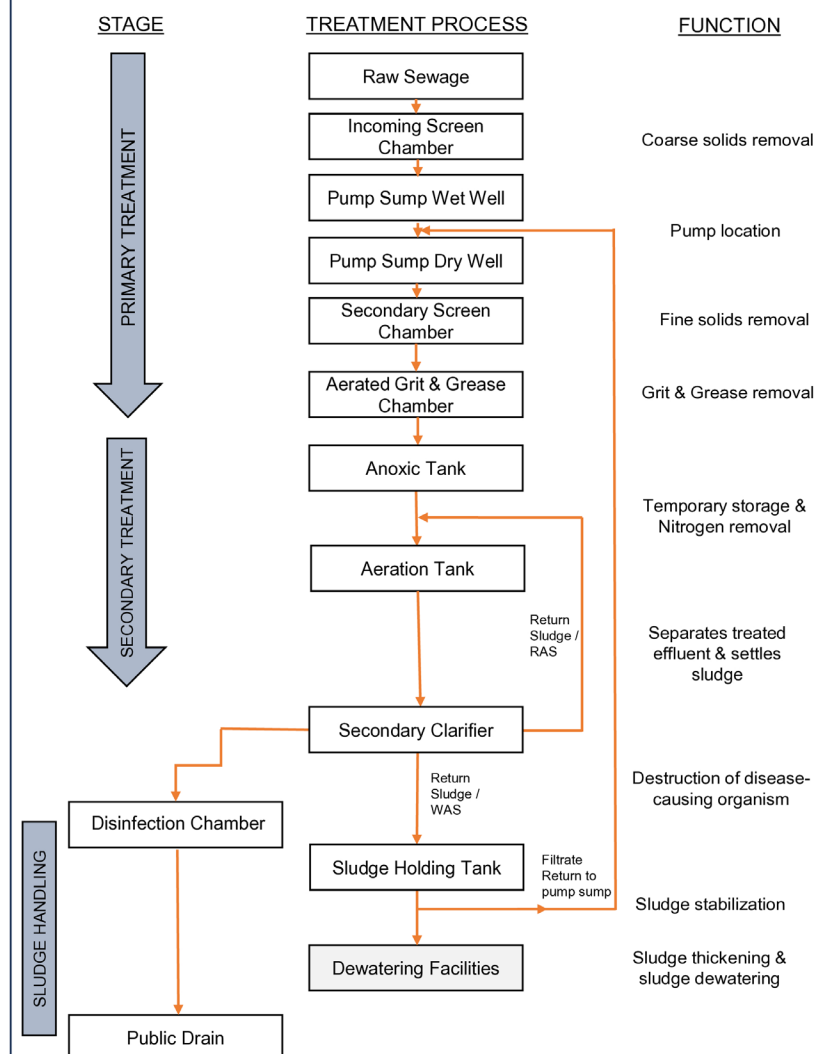 STAGE
TREATMENT PROCESS
FUNCTION
PRIMARY TREATMENT
Raw Sewage
Incoming Screen
Chamber
Coarse solids removal
Pump Sump Wet Well
Pump location
Pump Sump Dry Well
Secondary Screen
Chamber
Fine solids removal
Aerated Grit & Grease
Chamber
Grit & Grease removal
SECONDARY TREATMENT
Anoxic Tank
Temporary storage &
Nitrogen removal
Aeration Tank
Return
Sludge /
RAS
Separates treated
effluent & settles
sludge
Secondary Clarifier
Return
Sludge /
WAS
Destruction of disease-
causing organism
SLUDGE HANDLING
Disinfection Chamber
Sludge Holding Tank
Filtrate
Return to
pump sump
Sludge stabilization
Dewatering Facilities
Sludge thickening &
sludge dewatering
Public Drain